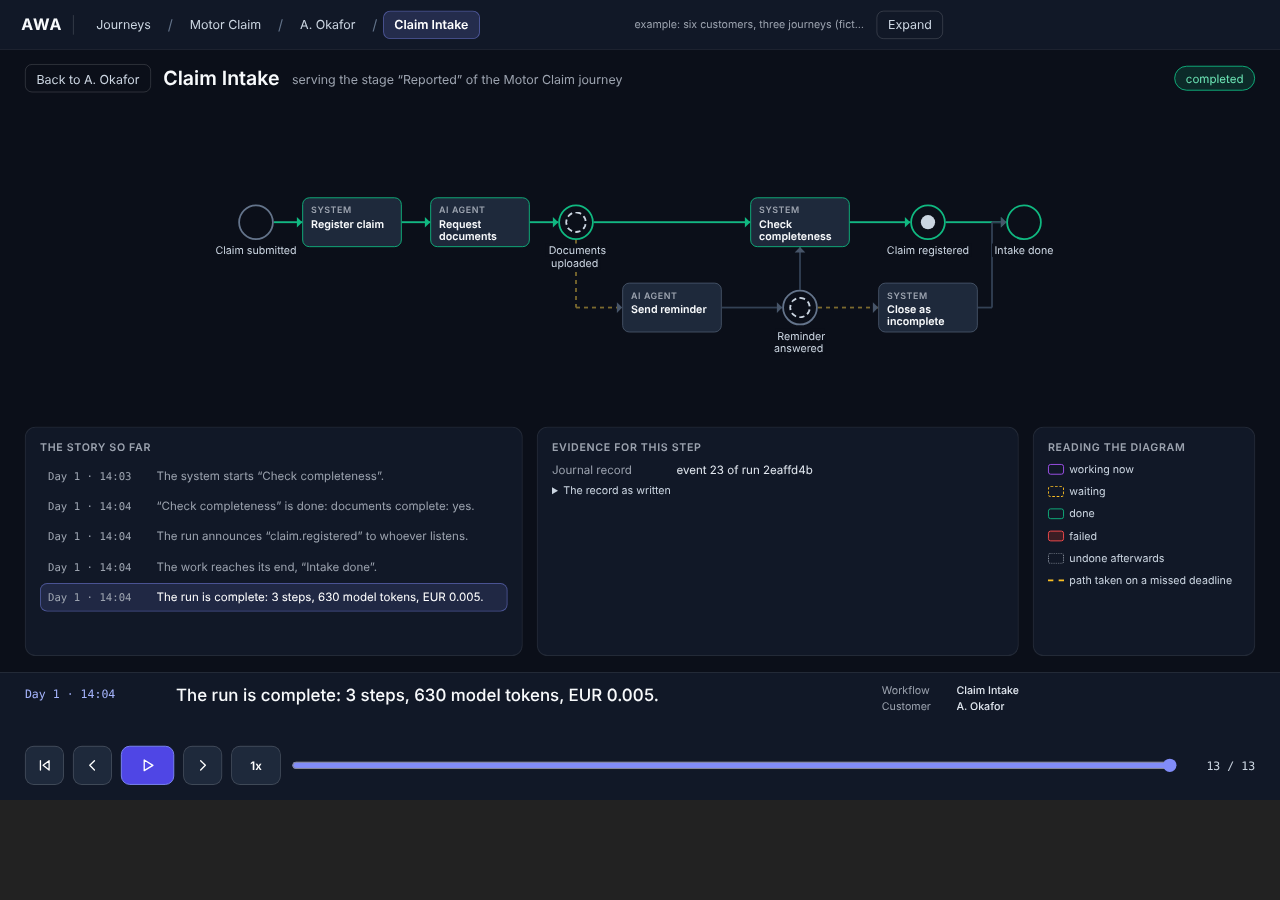 AWA
Journeys / Motor Claim / A. Okafor / Claim Intake
example: six customers, three journeys (fict...
Expand
Back to A. Okafor
Claim Intake
serving the stage “Reported” of the Motor Claim journey
completed
Claim submitted
SYSTEM
Register claim
AI AGENT
Request
documents
Documents
uploaded
SYSTEM
Check
completeness
Claim registered
Intake done
AI AGENT
Send reminder
Reminder
answered
SYSTEM
Close as
incomplete
THE STORY SO FAR
Day 1 · 14:03 The system starts “Check completeness”.
Day 1 · 14:04 “Check completeness” is done: documents complete: yes.
Day 1 · 14:04 The run announces “claim.registered” to whoever listens.
Day 1 · 14:04 The work reaches its end, “Intake done”.
Day 1 · 14:04 The run is complete: 3 steps, 630 model tokens, EUR 0.005.
EVIDENCE FOR THIS STEP
Journal record event 23 of run 2eaffd4b
The record as written
READING THE DIAGRAM
working now
waiting
done
failed
undone afterwards
path taken on a missed deadline
Day 1 · 14:04
The run is complete: 3 steps, 630 model tokens, EUR 0.005.
Workflow Claim Intake
Customer A. Okafor
1x
13 / 13